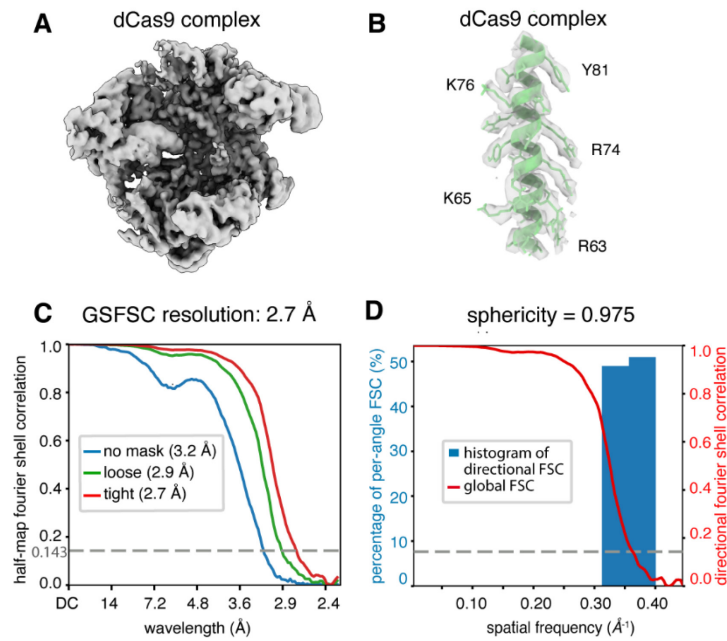 A
dCas9 complex
B
dCas9 complex
Y81
K76
R74
K65
R63
C
GSFSC resolution: 2.7 Å
half-map fourier shell correlation
1.0
0.8
0.6
0.4
0.2
0.143
0.0
no mask (3.2 Å)
loose (2.9 Å)
tight (2.7 Å)
DC
14
7.2
4.8
3.6
2.9
2.4
wavelength (Å)
D
sphericity = 0.975
percentage of per-angle FSC (%)
50
40
30
20
10
0
histogram of
directional FSC
global FSC
1.0
0.8
0.6
0.4
0.2
0.0
directional fourier shell correlation
0.10
0.20
0.30
0.40
spatial frequency (Å⁻¹)